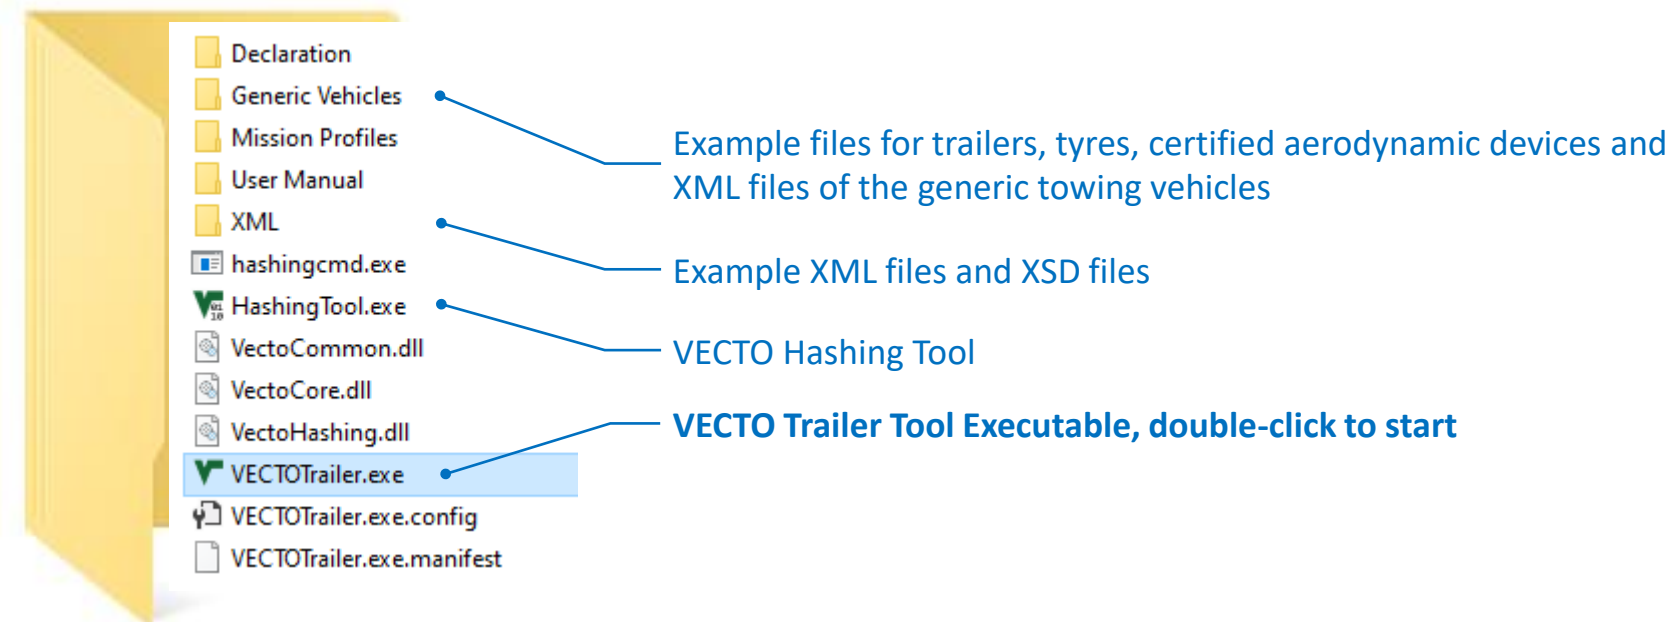 Declaration
Generic Vehicles
Mission Profiles
User Manual
XML
hashingcmd.exe
HashingTool.exe
VectoCommon.dll
VectoCore.dll
VectoHashing.dll
VECTOTrailer.exe
VECTOTrailer.exe.config
VECTOTrailer.exe.manifest
Example files for trailers, tyres, certified aerodynamic devices and
XML files of the generic towing vehicles
Example XML files and XSD files
VECTO Hashing Tool
VECTO Trailer Tool Executable, double-click to start